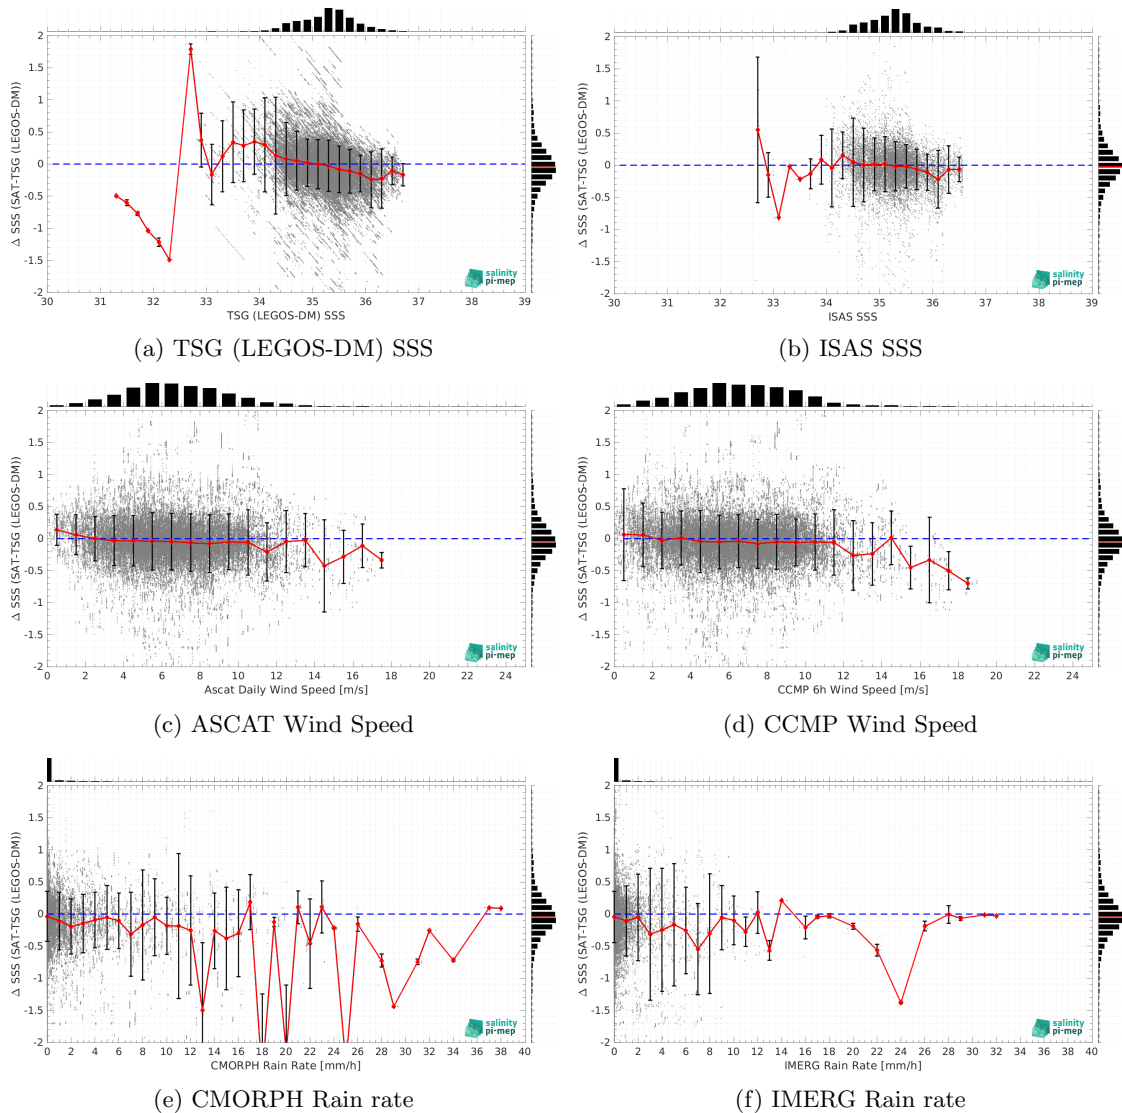 2
1.5
1
0.5
0
-0.5
-1
-1.5
-2
Δ SSS (SAT-TSG (LEGOS-DM))
30 31 32 33 34 35 36 37 38 39
TSG (LEGOS-DM) SSS
salinity
pi-mep
(a) TSG (LEGOS-DM) SSS
2
1.5
1
0.5
0
-0.5
-1
-1.5
-2
Δ SSS (SAT-TSG (LEGOS-DM))
30 31 32 33 34 35 36 37 38 39
ISAS SSS
salinity
pi-mep
(b) ISAS SSS
2
1.5
1
0.5
0
-0.5
-1
-1.5
-2
Δ SSS (SAT-TSG (LEGOS-DM))
0 2 4 6 8 10 12 14 16 18 20 22 24
Ascat Daily Wind Speed [m/s]
salinity
pi-mep
(c) ASCAT Wind Speed
2
1.5
1
0.5
0
-0.5
-1
-1.5
-2
Δ SSS (SAT-TSG (LEGOS-DM))
0 2 4 6 8 10 12 14 16 18 20 22 24
CCMP 6h Wind Speed [m/s]
salinity
pi-mep
(d) CCMP Wind Speed
2
1.5
1
0.5
0
-0.5
-1
-1.5
-2
Δ SSS (SAT-TSG (LEGOS-DM))
0 2 4 6 8 10 12 14 16 18 20 22 24 26 28 30 32 34 36 38 40
CMORPH Rain Rate [mm/h]
salinity
pi-mep
(e) CMORPH Rain rate
2
1.5
1
0.5
0
-0.5
-1
-1.5
-2
Δ SSS (SAT-TSG (LEGOS-DM))
0 2 4 6 8 10 12 14 16 18 20 22 24 26 28 30 32 34 36 38 40
IMERG Rain Rate [mm/h]
salinity
pi-mep
(f) IMERG Rain rate